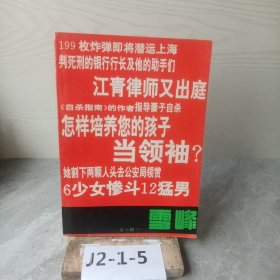 199枚炸弹即将潜运上海
判死刑的银行行长及他的助手们
江青律师又出庭
《自杀指南》的作者指导妻子自杀
怎样培养您的孩子
当领袖?
她割下两颗人头去公安局领赏
6少女惨斗12猛男
雪峰
J2-1-5